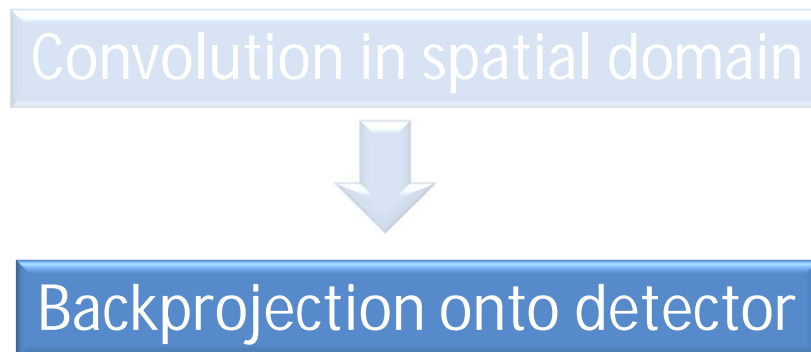 Convolution in spatial domain
Backprojection onto detector